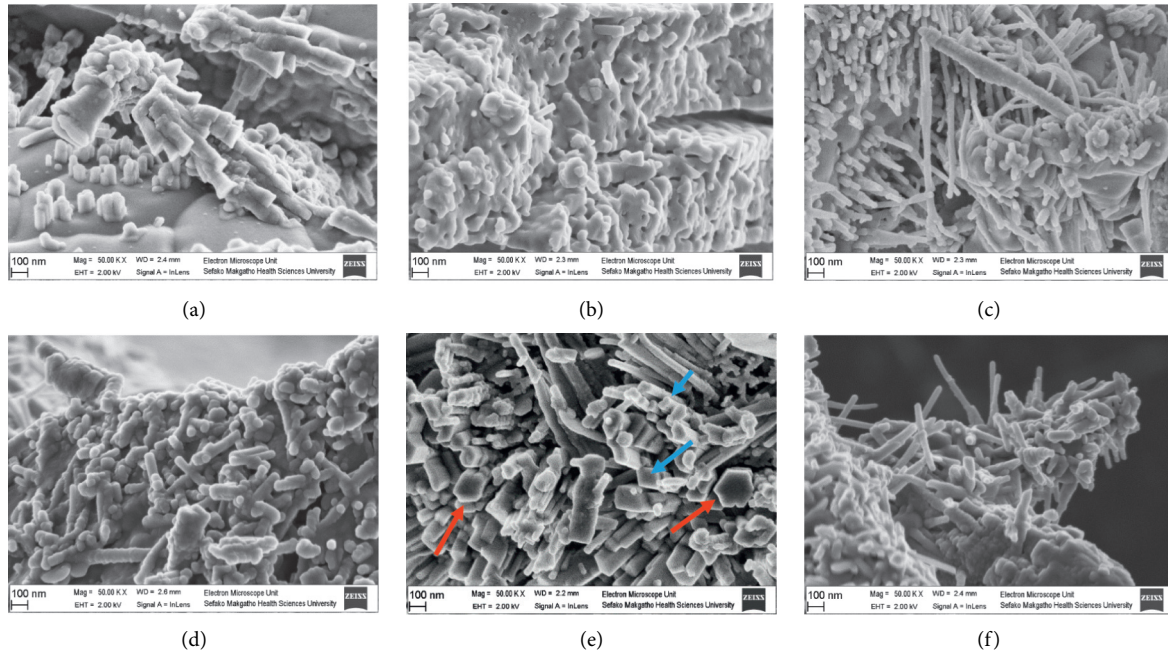 100 nm Mag = 50.00 K X WD = 2.4 mm Electron Microscope Unit
EHT = 2.00 kV Signal A = InLens Sefako Makgatho Health Sciences University ZEISS
(a)
100 nm Mag = 50.00 K X WD = 2.3 mm Electron Microscope Unit
EHT = 2.00 kV Signal A = InLens Sefako Makgatho Health Sciences University ZEISS
(b)
100 nm Mag = 50.00 K X WD = 2.3 mm Electron Microscope Unit
EHT = 2.00 kV Signal A = InLens Sefako Makgatho Health Sciences University ZEISS
(c)
100 nm Mag = 50.00 K X WD = 2.6 mm Electron Microscope Unit
EHT = 2.00 kV Signal A = InLens Sefako Makgatho Health Sciences University ZEISS
(d)
100 nm Mag = 50.00 K X WD = 2.2 mm Electron Microscope Unit
EHT = 2.00 kV Signal A = InLens Sefako Makgatho Health Sciences University ZEISS
(e)
100 nm Mag = 50.00 K X WD = 2.4 mm Electron Microscope Unit
EHT = 2.00 kV Signal A = InLens Sefako Makgatho Health Sciences University ZEISS
(f)